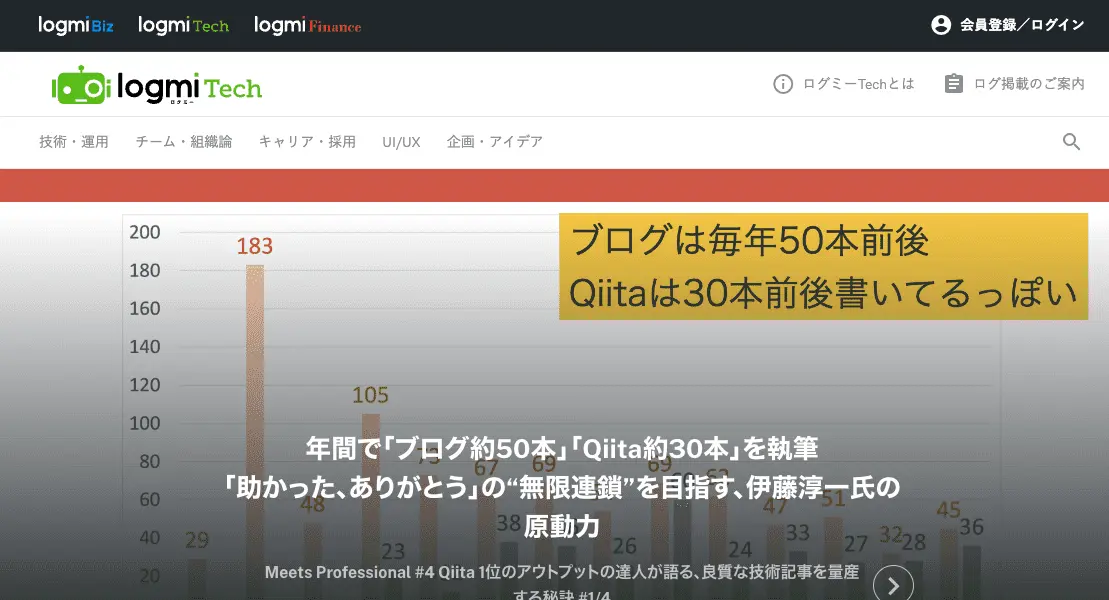 logmi Biz logmi Tech logmi Finance 会員登録／ログイン
logmi Tech
ログミー
ログミーTechとは ログ掲載のご案内
技術・運用 チーム・組織論 キャリア・採用 UI/UX 企画・アイデア
ブログは毎年50本前後
Qiitaは30本前後書いてるっぽい
200
183
180
160
140
120
105
100
80
73
67
69
69
60
48
47
51
45
40
29
23
38
26
24
33
27
32
28
36
20
年間で「ブログ約50本」「Qiita約30本」を執筆
「助かった、ありがとう」の“無限連鎖”を目指す、伊藤淳一氏の
原動力
Meets Professional #4 Qiita 1位のアウトプットの達人が語る、良質な技術記事を量産
する秘訣 #1/4